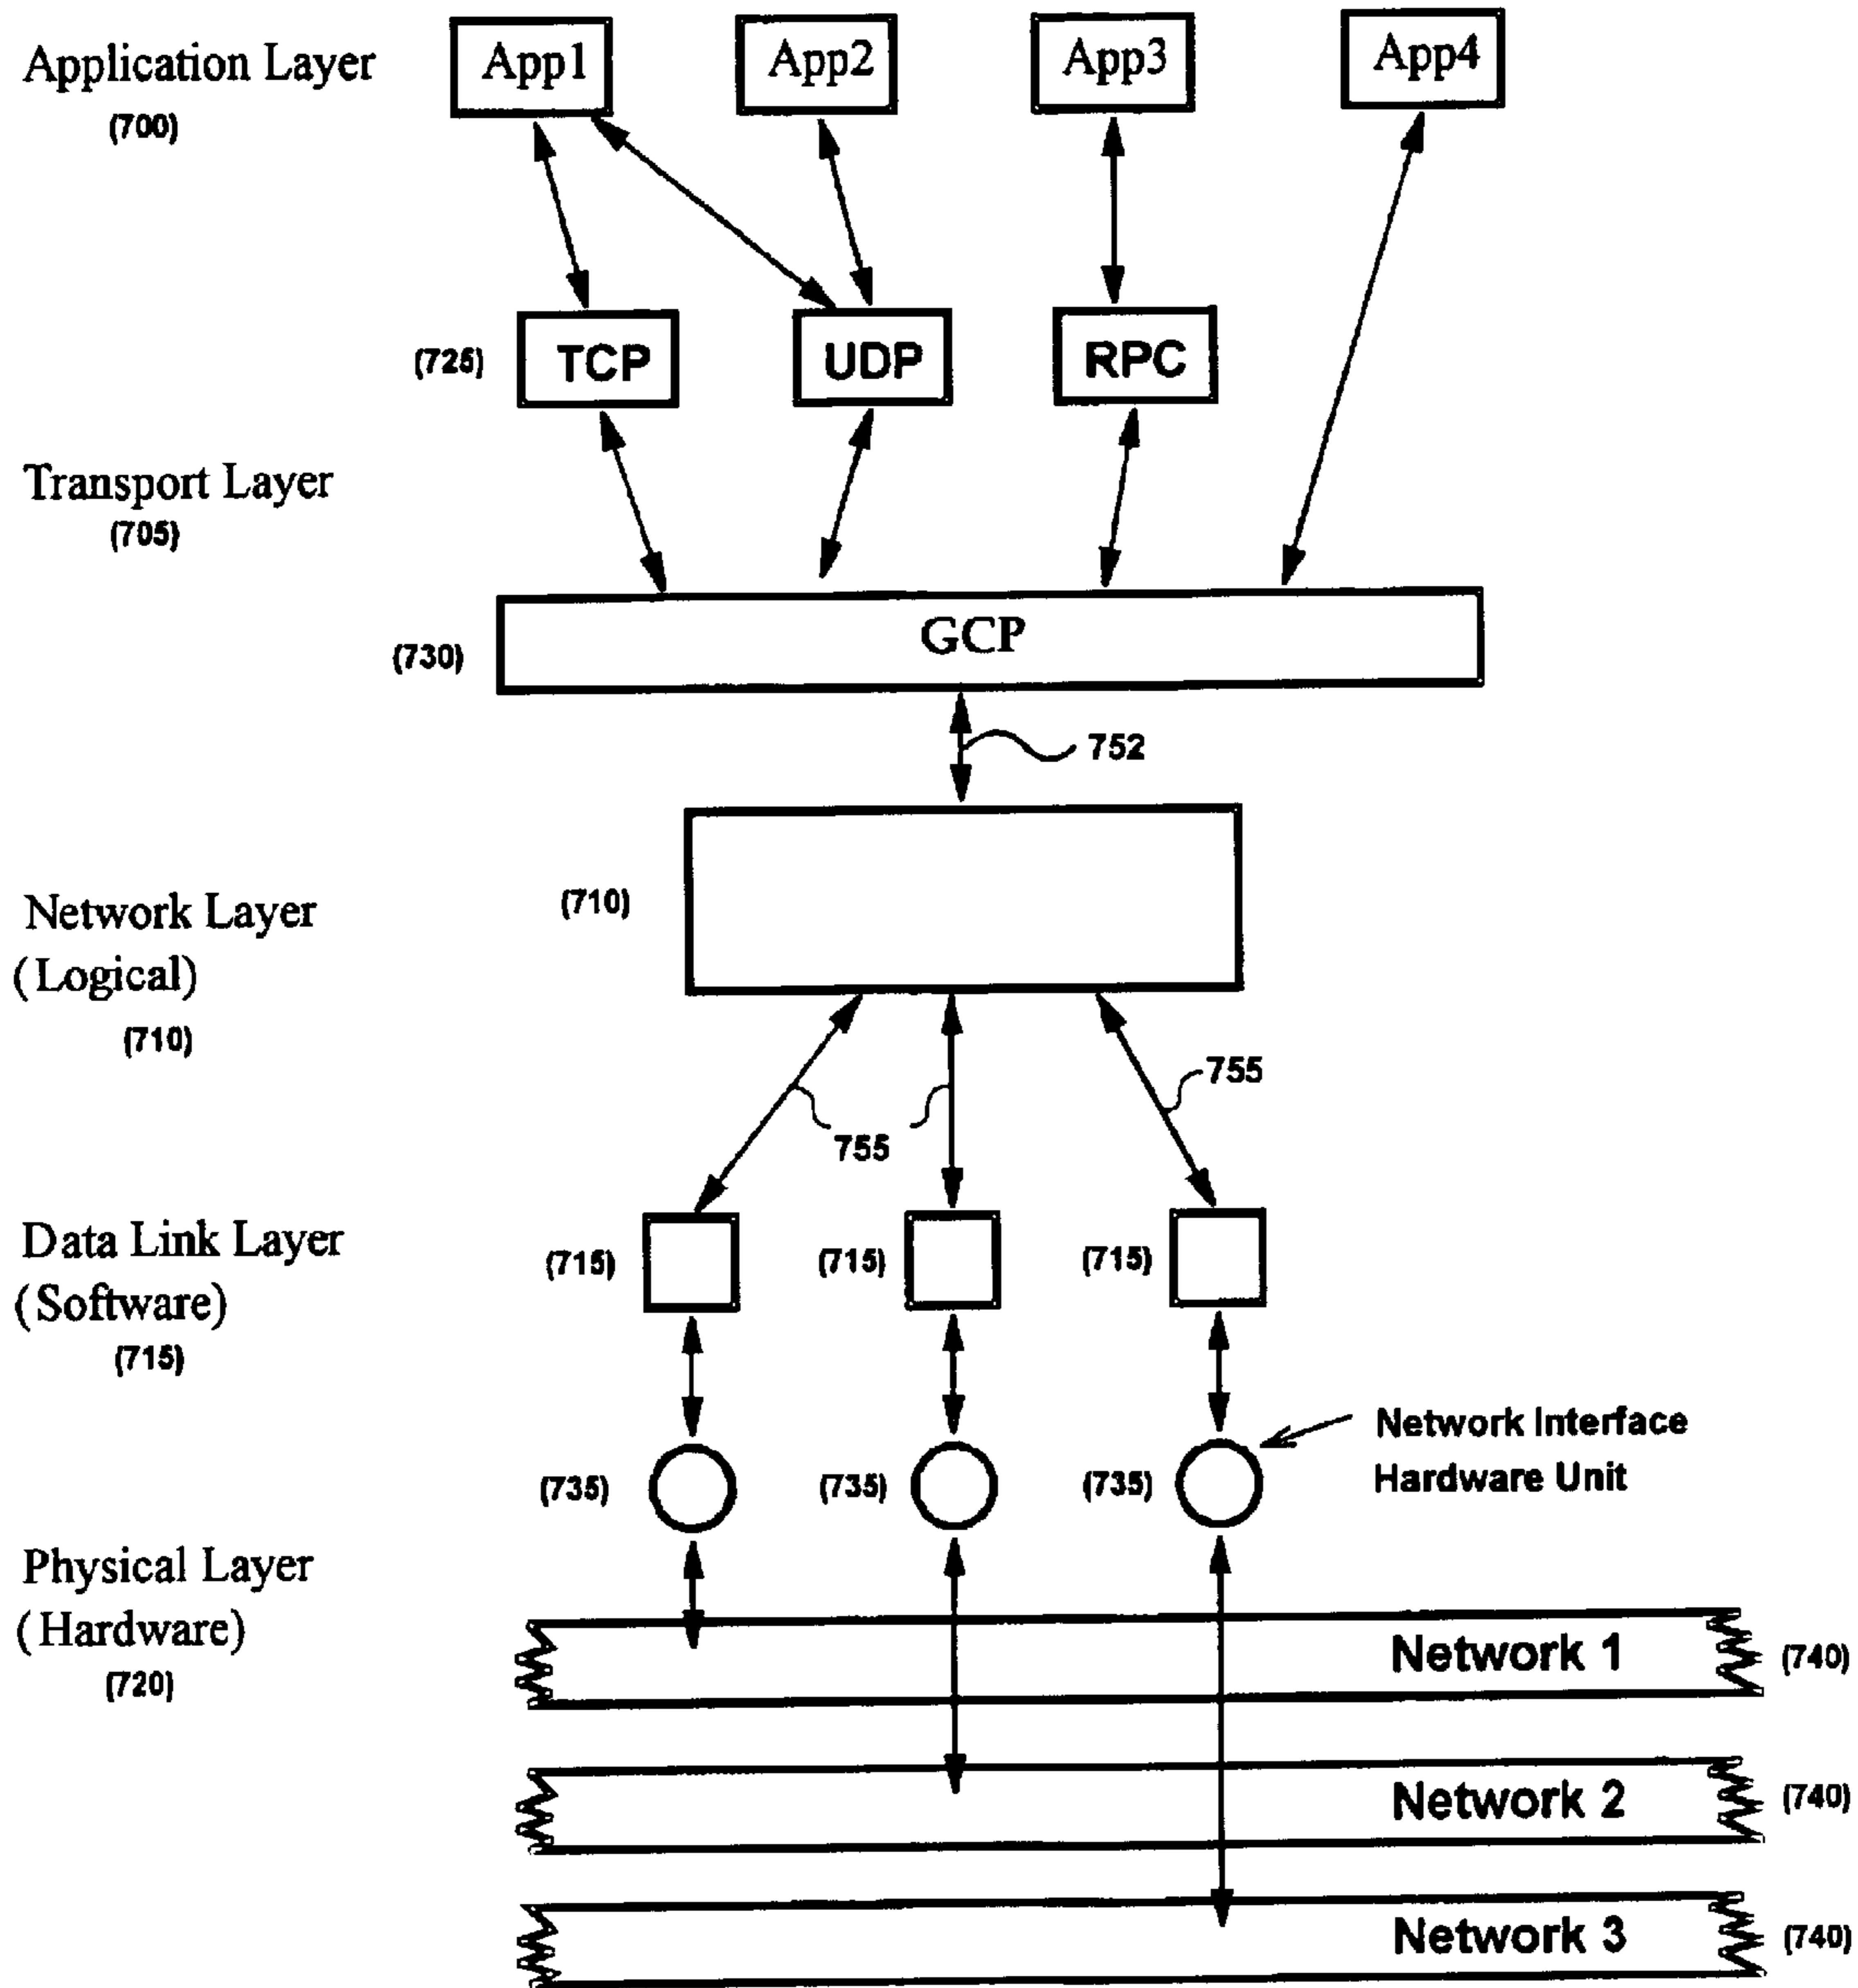 App1
App2
App3
App4
Application Layer
(700)
(725)
TCP
UDP
RPC
Transport Layer
(705)
GCP
(730)
752
(710)
Network Layer
(Logical)
(710)
755
755
Data Link Layer
(Software)
(715)
(715)
(715)
(715)
Network Interface
Hardware Unit
(735)
(735)
(735)
Physical Layer
(Hardware)
(720)
Network 1
(740)
Network 2
(740)
Network 3
(740)